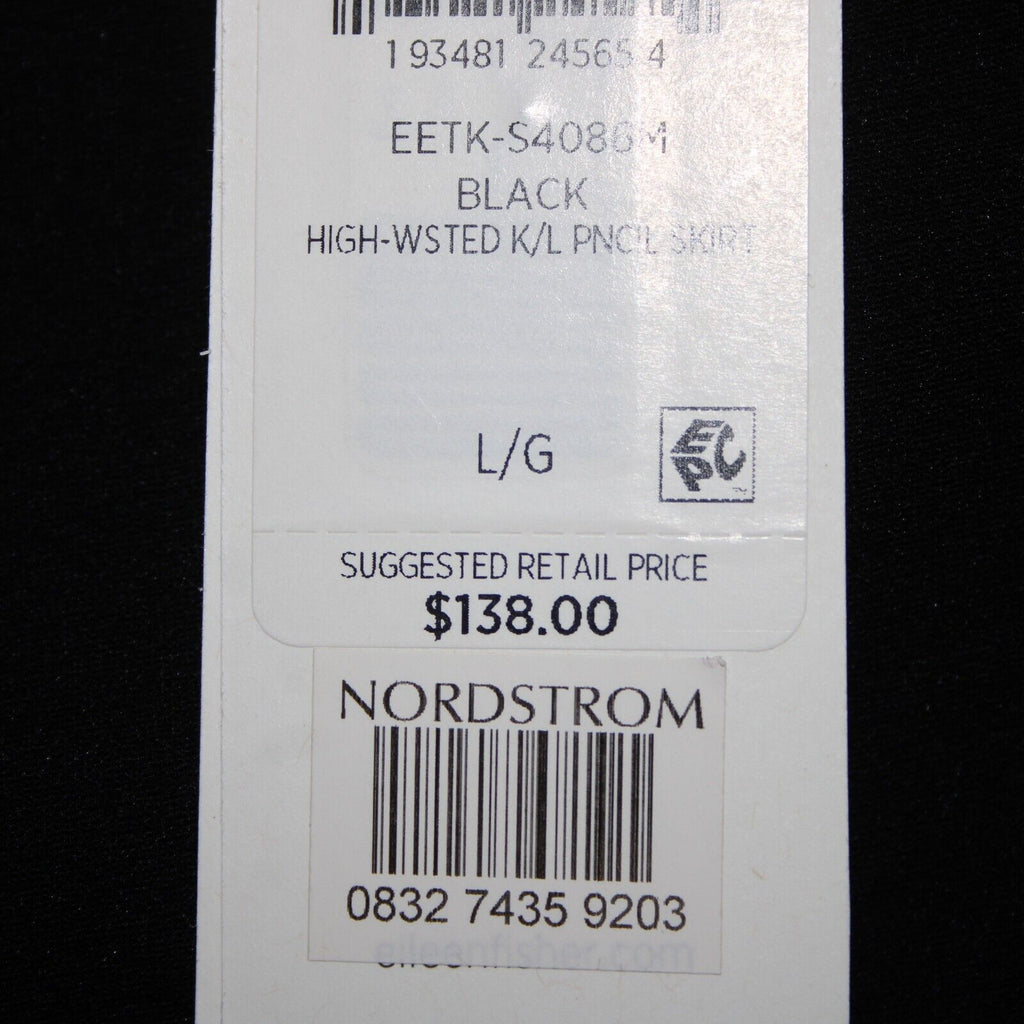 1 93481 24565 4
EETK-S4086M
BLACK
HIGH-WSTED K/L PNCIL SKIRT
L/G
EPC
SUGGESTED RETAIL PRICE
$138.00
NORDSTROM
0832 7435 9203
eileenfisher.com